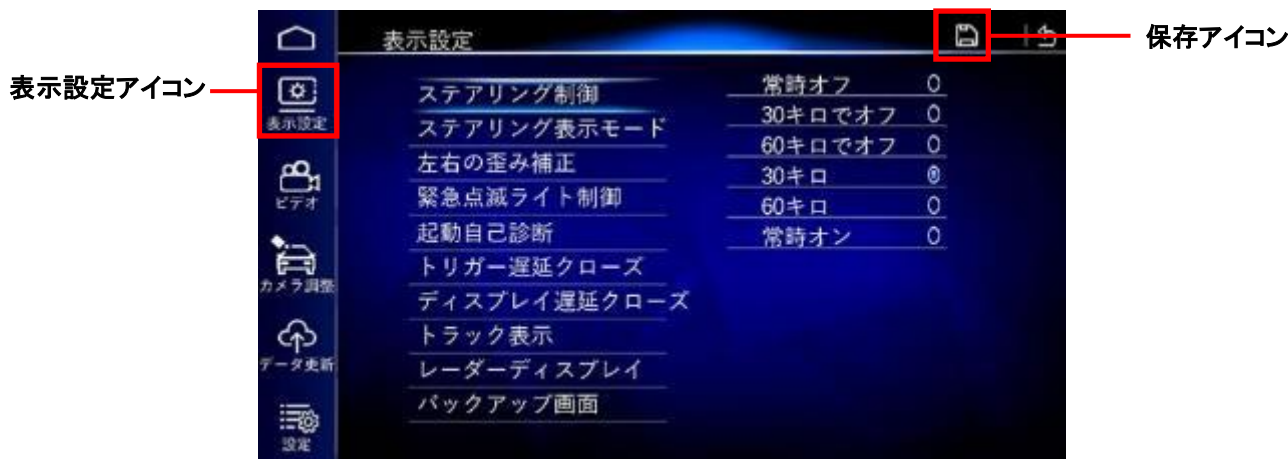 表示設定
保存アイコン
表示設定アイコン
表示設定
ビデオ
カメラ調整
データ更新
設定
ステアリング制御
ステアリング表示モード
左右の歪み補正
緊急点滅ライト制御
起動自己診断
トリガー遅延クローズ
ディスプレイ遅延クローズ
トラック表示
レーダーディスプレイ
バックアップ画面
常時オフ
30キロでオフ
60キロでオフ
30キロ
60キロ
常時オン